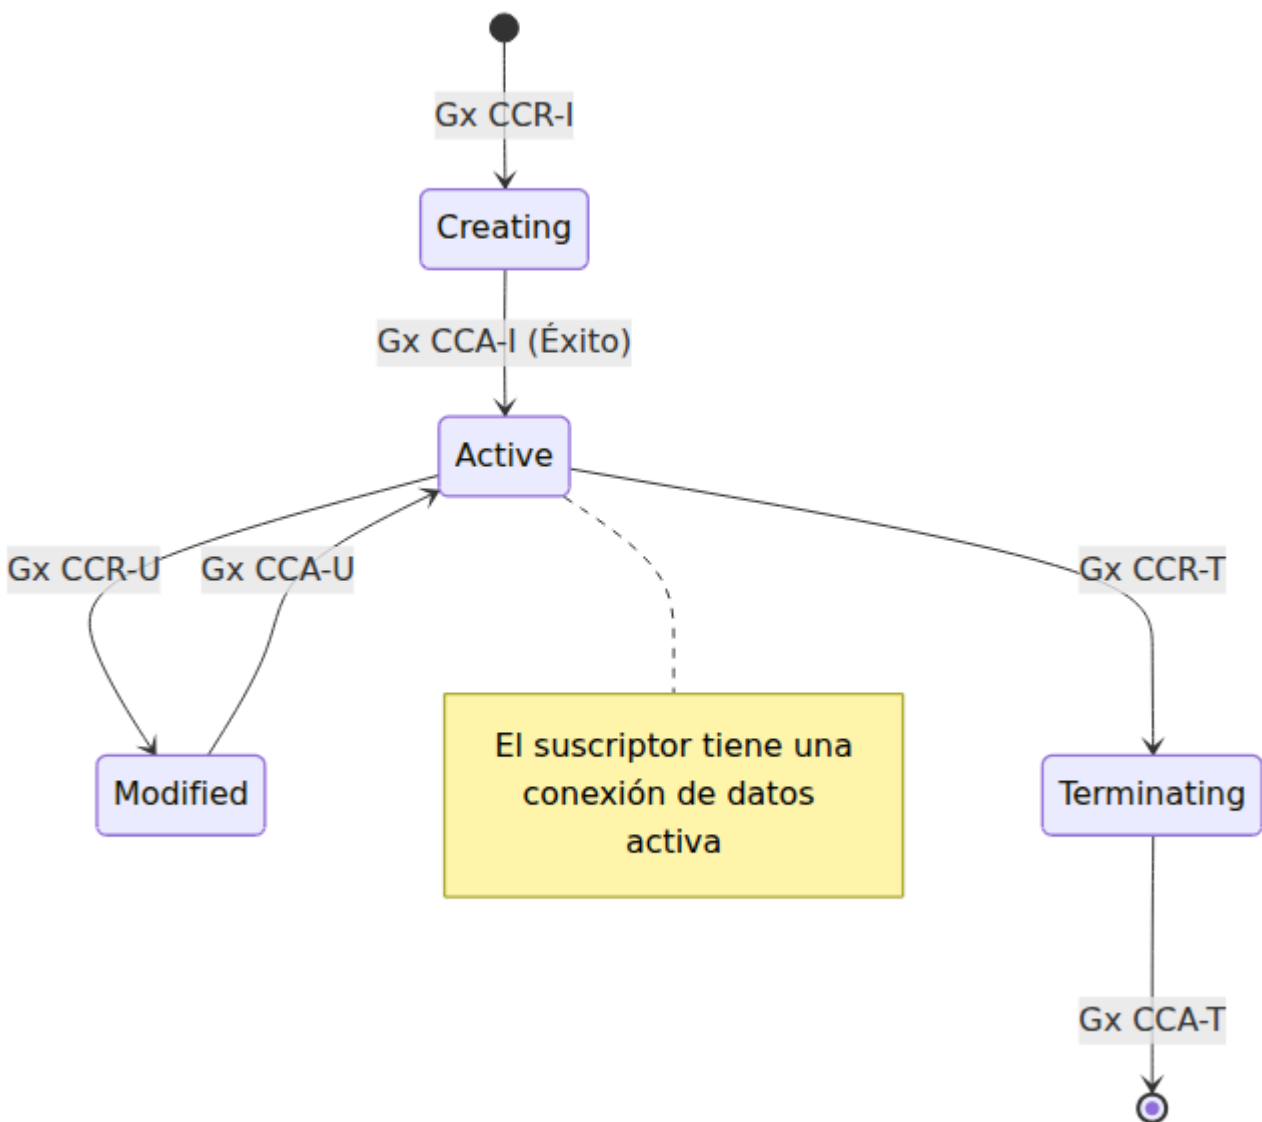 Gx CCR-I
Creating
Gx CCA-I (Éxito)
Active
Gx CCR-U
Gx CCA-U
Gx CCR-T
El suscriptor tiene una
conexión de datos
activa
Modified
Terminating
Gx CCA-T